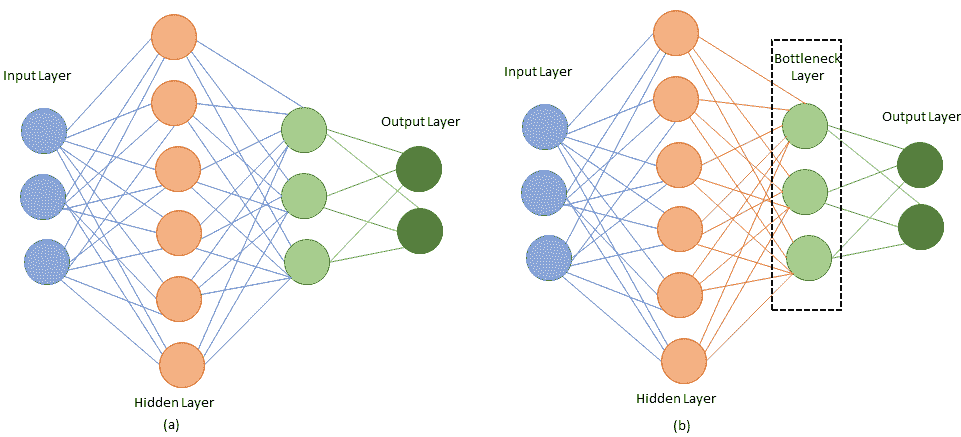 Input Layer
Output Layer
Hidden Layer
(a)
Input Layer
Bottleneck
Layer
Output Layer
Hidden Layer
(b)